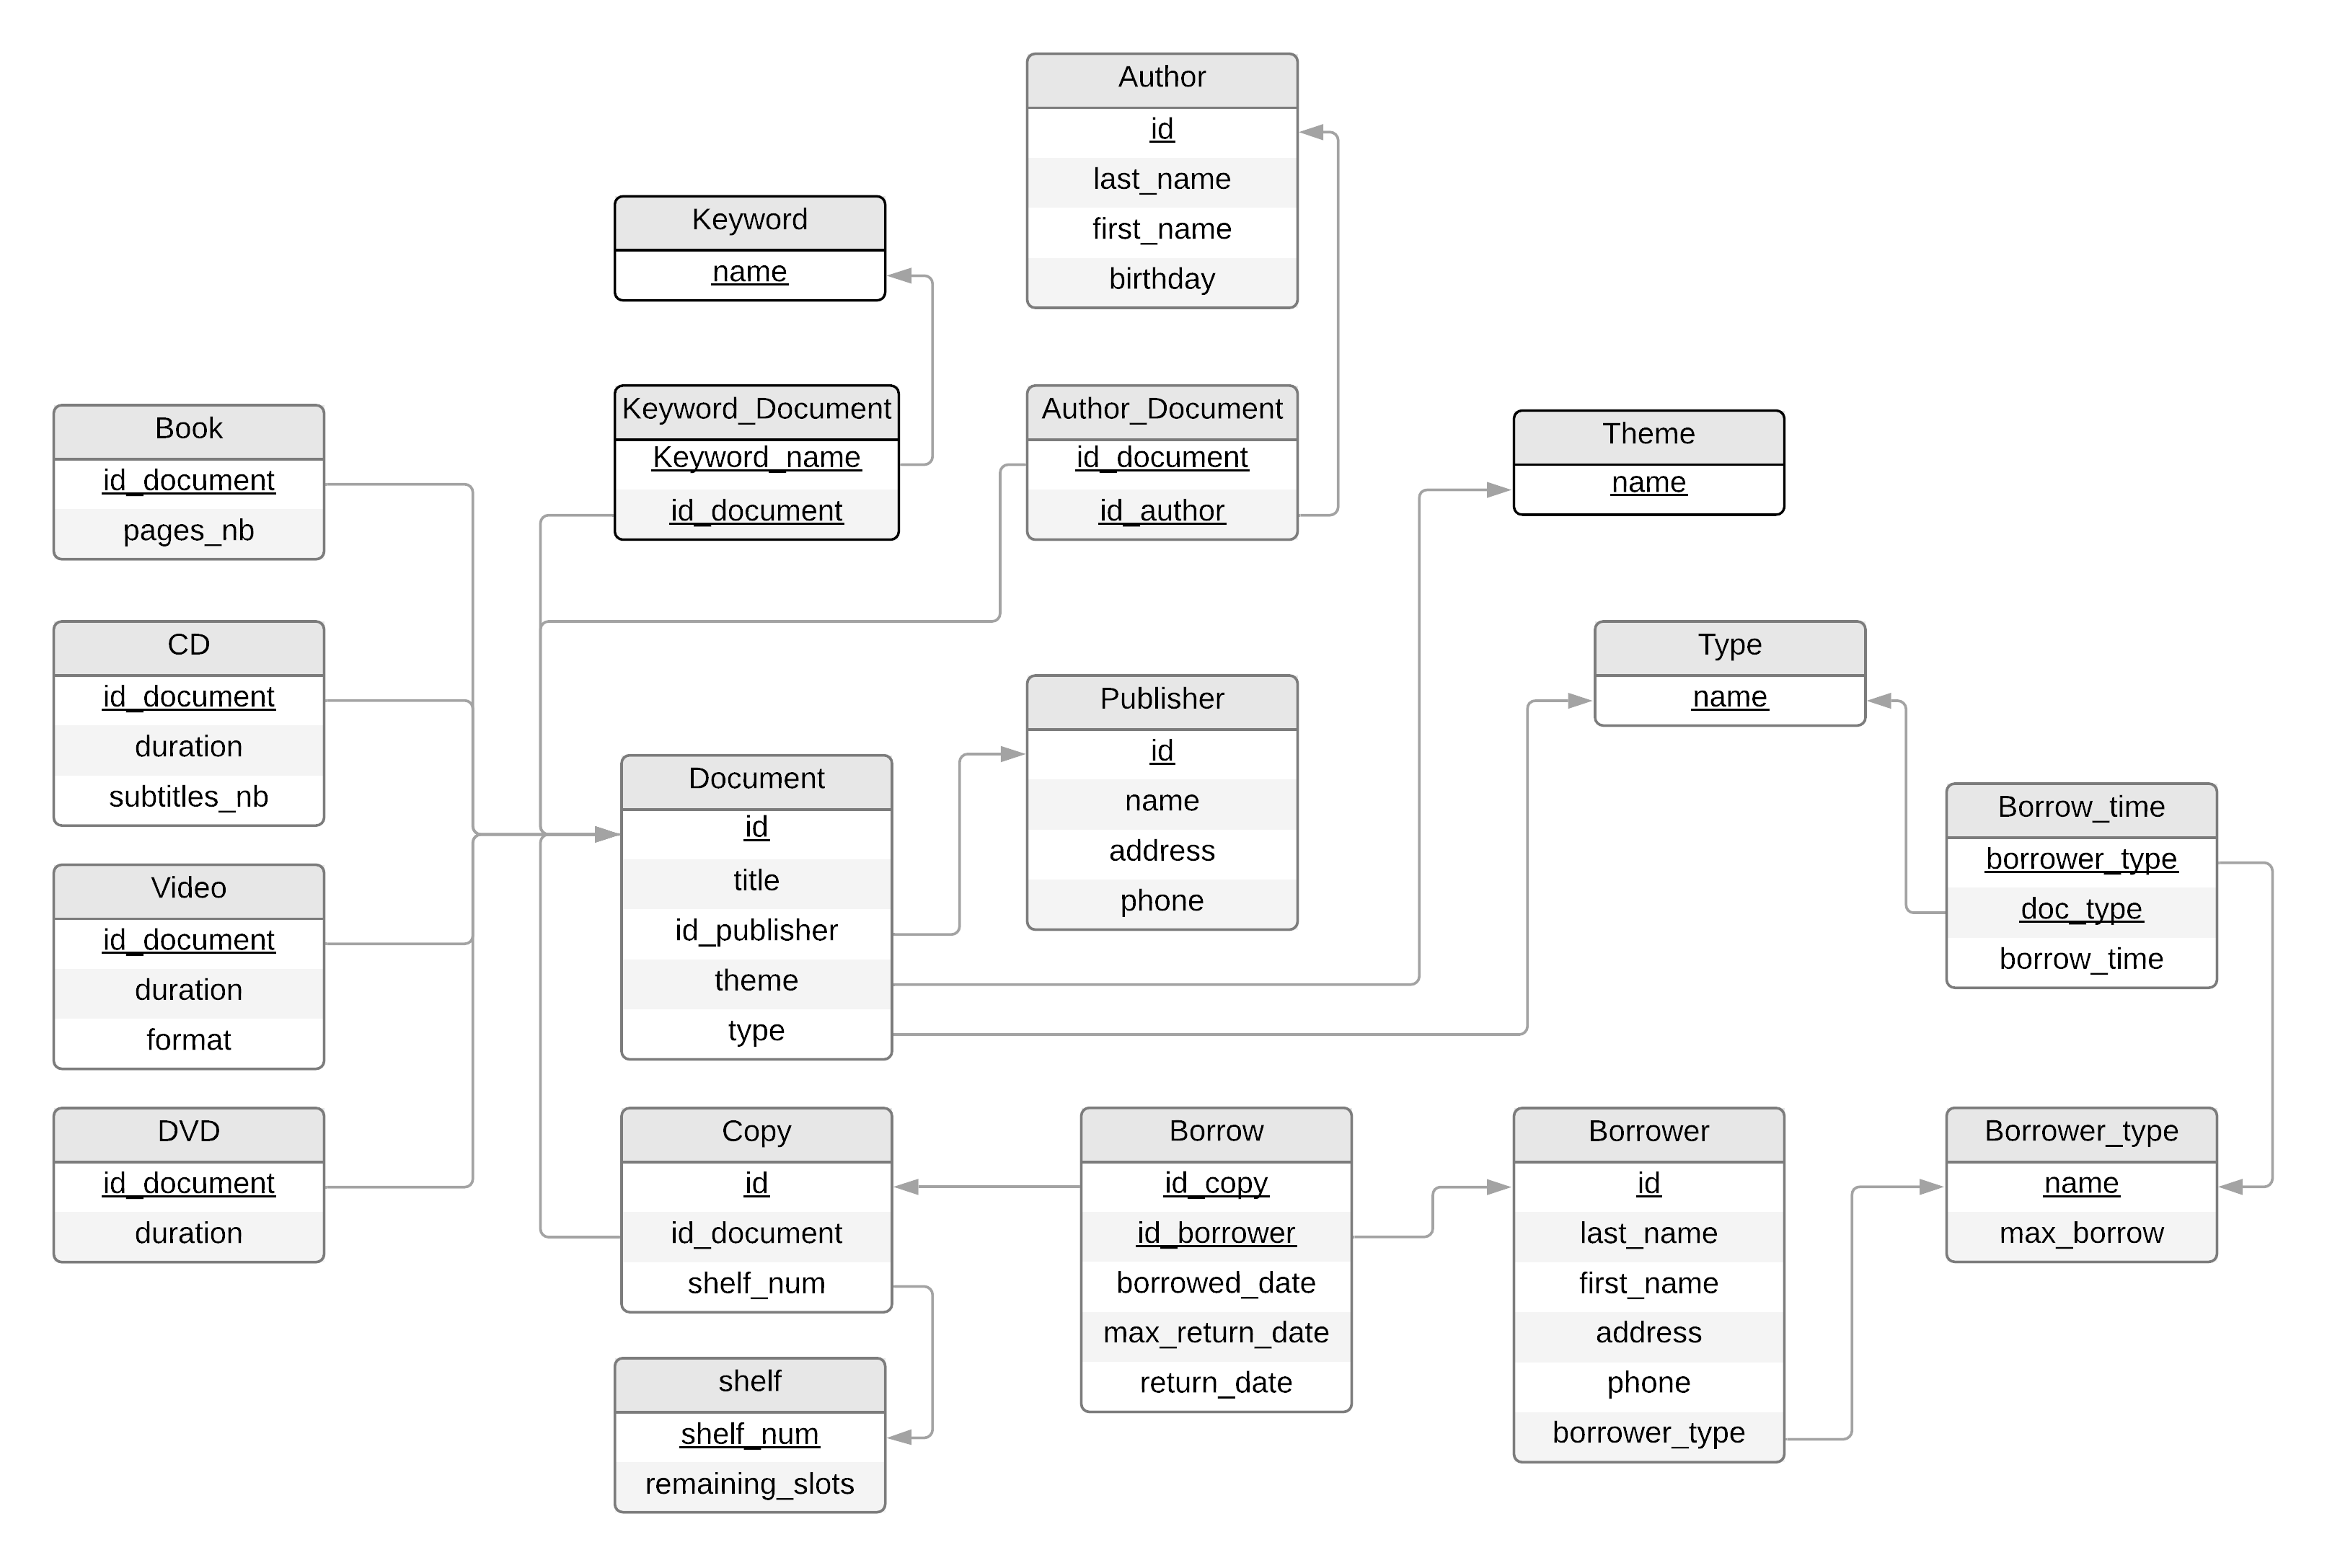 Author
id
last_name
first_name
birthday
Keyword
name
Keyword_Document
Keyword_name
id_document
Author_Document
id_document
id_author
Theme
name
Book
id_document
pages_nb
CD
id_document
duration
subtitles_nb
Type
name
Publisher
id
name
address
phone
Document
id
title
id_publisher
theme
type
Borrow_time
borrower_type
doc_type
borrow_time
Video
id_document
duration
format
DVD
id_document
duration
Copy
id
id_document
shelf_num
Borrow
id_copy
id_borrower
borrowed_date
max_return_date
return_date
Borrower
id
last_name
first_name
address
phone
borrower_type
Borrower_type
name
max_borrow
shelf
shelf_num
remaining_slots